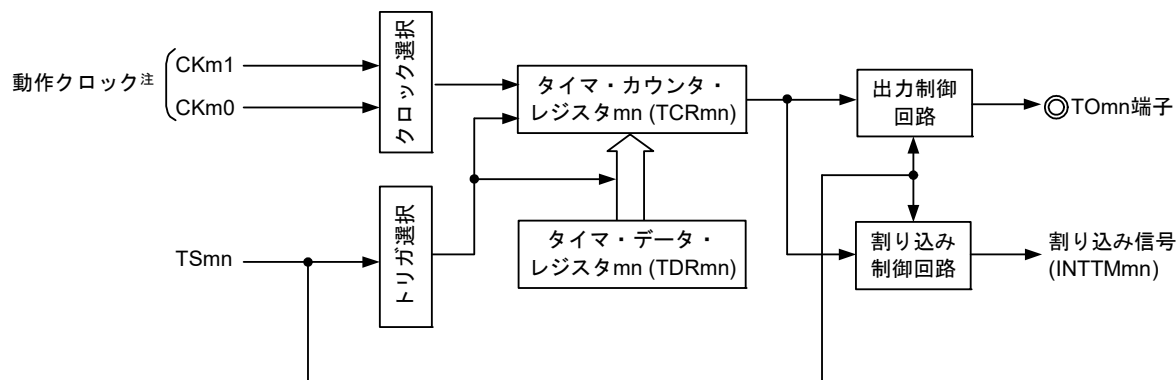 動作クロック注
CKm1
CKm0
クロック選択
タイマ・カウンタ・
レジスタmn (TCRmn)
出力制御
回路
TOmn端子
TSmn
トリガ選択
タイマ・データ・
レジスタmn (TDRmn)
割り込み
制御回路
割り込み信号
(INTTMmn)